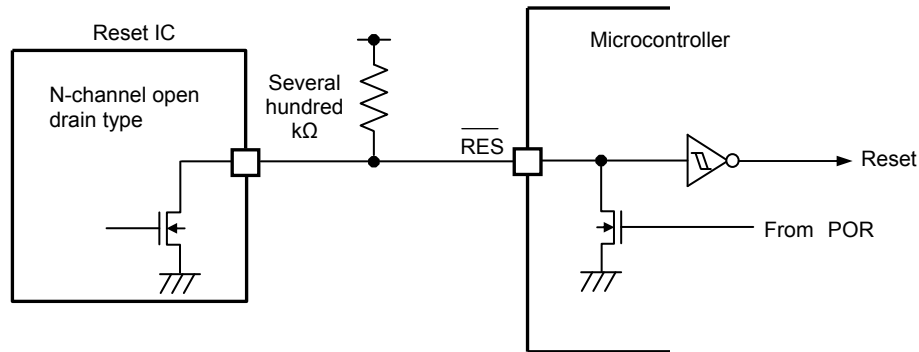 Reset IC
N-channel open
drain type
Several
hundred
kΩ
RES
Microcontroller
Reset
From POR